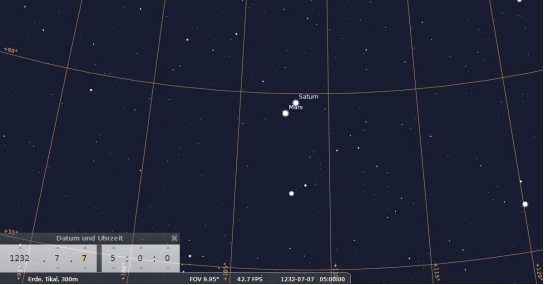 +60°
Saturn
Mars
+55°
Datum und Uhrzeit
1232 . 7 . 7 5 : 0 : 0
Erde, Tikal, 300m
FOV 9.95°
42.7 FPS
1232-07-07 05:00:00
+115°